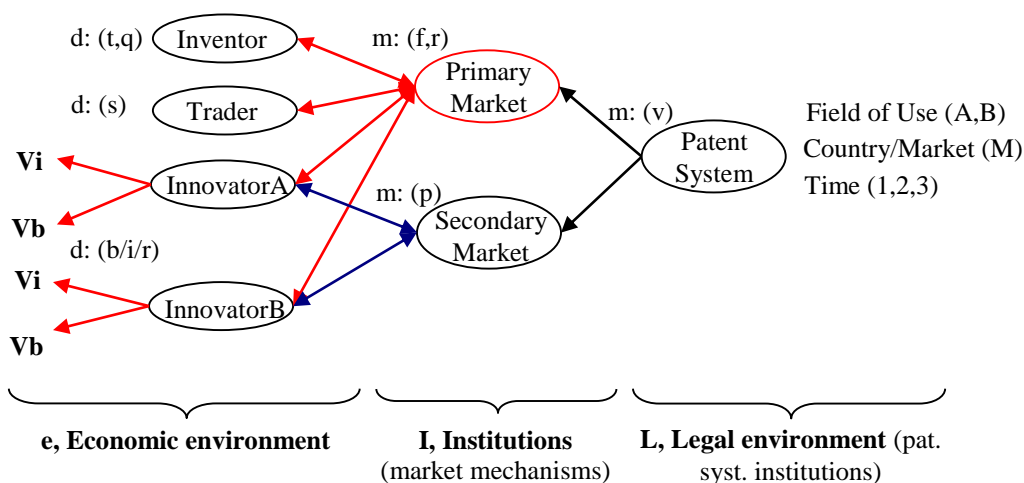 d: (t,q)
Inventor
m: (f,r)
Primary
Market
d: (s)
Trader
m: (v)
Field of Use (A,B)
Country/Market (M)
Time (1,2,3)
Patent
System
Vi
InnovatorA
Vb
m: (p)
Secondary
Market
d: (b/i/r)
Vi
InnovatorB
Vb
e, Economic environment
I, Institutions
(market mechanisms)
L, Legal environment (pat.
syst. institutions)